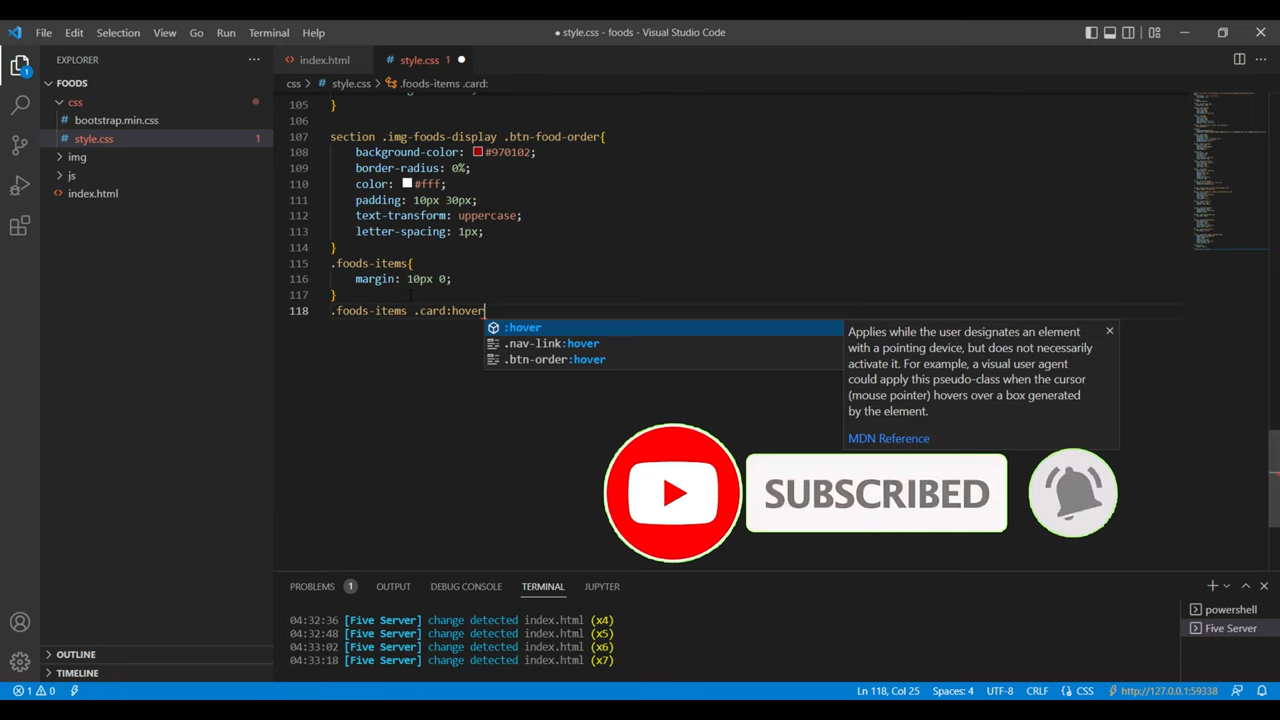 File Edit Selection View Go Run Terminal Help
● style.css - foods - Visual Studio Code
EXPLORER
index.html
style.css 1
FOODS
css > style.css > .foods-items .card:
css
bootstrap.min.css
style.css 1
img
js
index.html
105 }
106
107 section .img-foods-display .btn-food-order{
108 background-color: #970102;
109 border-radius: 0%;
110 color: #fff;
111 padding: 10px 30px;
112 text-transform: uppercase;
113 letter-spacing: 1px;
114 }
115 .foods-items{
116 margin: 10px 0;
117 }
118 .foods-items .card:hover
:hover
.nav-link:hover
.btn-order:hover
Applies while the user designates an element
with a pointing device, but does not necessarily
activate it. For example, a visual user agent
could apply this pseudo-class when the cursor
(mouse pointer) hovers over a box generated
by the element.
MDN Reference
SUBSCRIBED
PROBLEMS 1 OUTPUT DEBUG CONSOLE TERMINAL JUPYTER
04:32:36 [Five Server] change detected index.html (x4)
04:32:48 [Five Server] change detected index.html (x5)
04:33:02 [Five Server] change detected index.html (x6)
04:33:18 [Five Server] change detected index.html (x7)
powershell
Five Server
OUTLINE
TIMELINE
1 0
Ln 118, Col 25 Spaces: 4 UTF-8 CRLF CSS http://127.0.0.1:59338